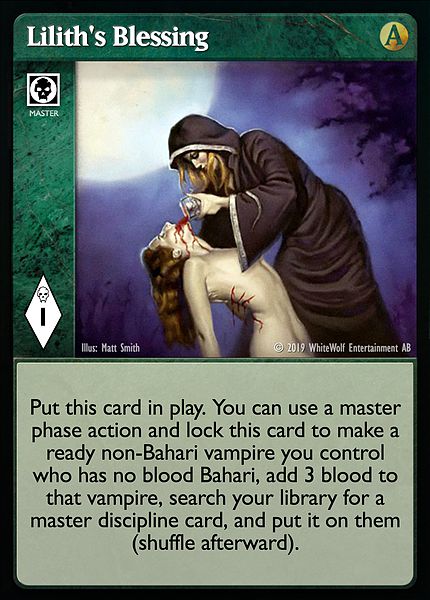 Lilith's Blessing
A
MASTER
1
Illus: Matt Smith
© 2019 WhiteWolf Entertainment AB
Put this card in play. You can use a master
phase action and lock this card to make a
ready non-Bahari vampire you control
who has no blood Bahari, add 3 blood to
that vampire, search your library for a
master discipline card, and put it on them
(shuffle afterward).